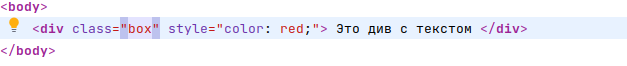 <body>
<div class="box" style="color: red;"> Это див с текстом </div>
</body>